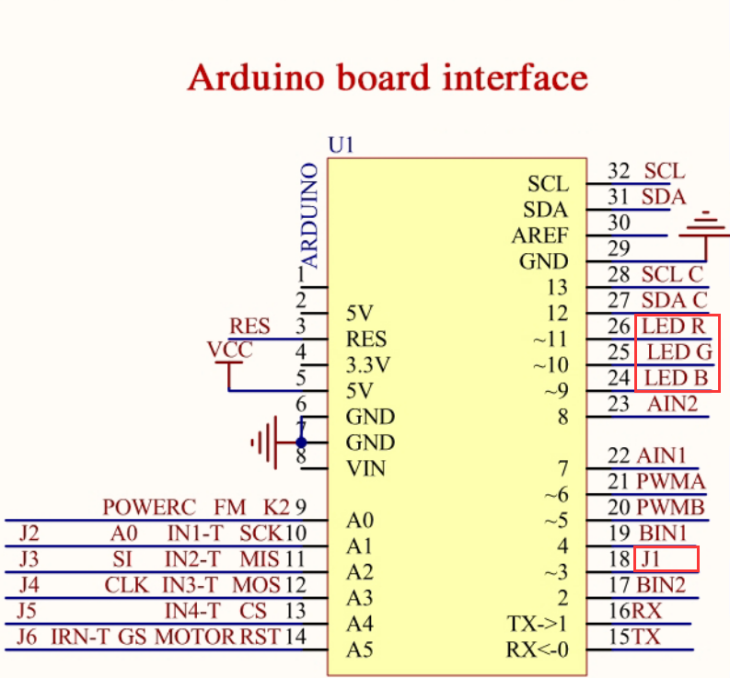 Arduino board interface
U1
ARDUINO
1
2
RES 3
VCC 4
5
6
7
8
POWERC FM K2 9
J2 A0 IN1-T SCK 10
J3 SI IN2-T MIS 11
J4 CLK IN3-T MOS 12
J5 IN4-T CS 13
J6 IRN-T GS MOTOR RST 14
5V
RES
3.3V
5V
GND
GND
VIN
A0
A1
A2
A3
A4
A5
SCL
SDA
AREF
GND
13
12
~11
~10
~9
8
7
~6
~5
4
~3
2
TX->1
RX<-0
32 SCL
31 SDA
30
29
28 SCL C
27 SDA C
26 LED R
25 LED G
24 LED B
23 AIN2
22 AIN1
21 PWMA
20 PWMB
19 BIN1
18 J1
17 BIN2
16RX
15TX